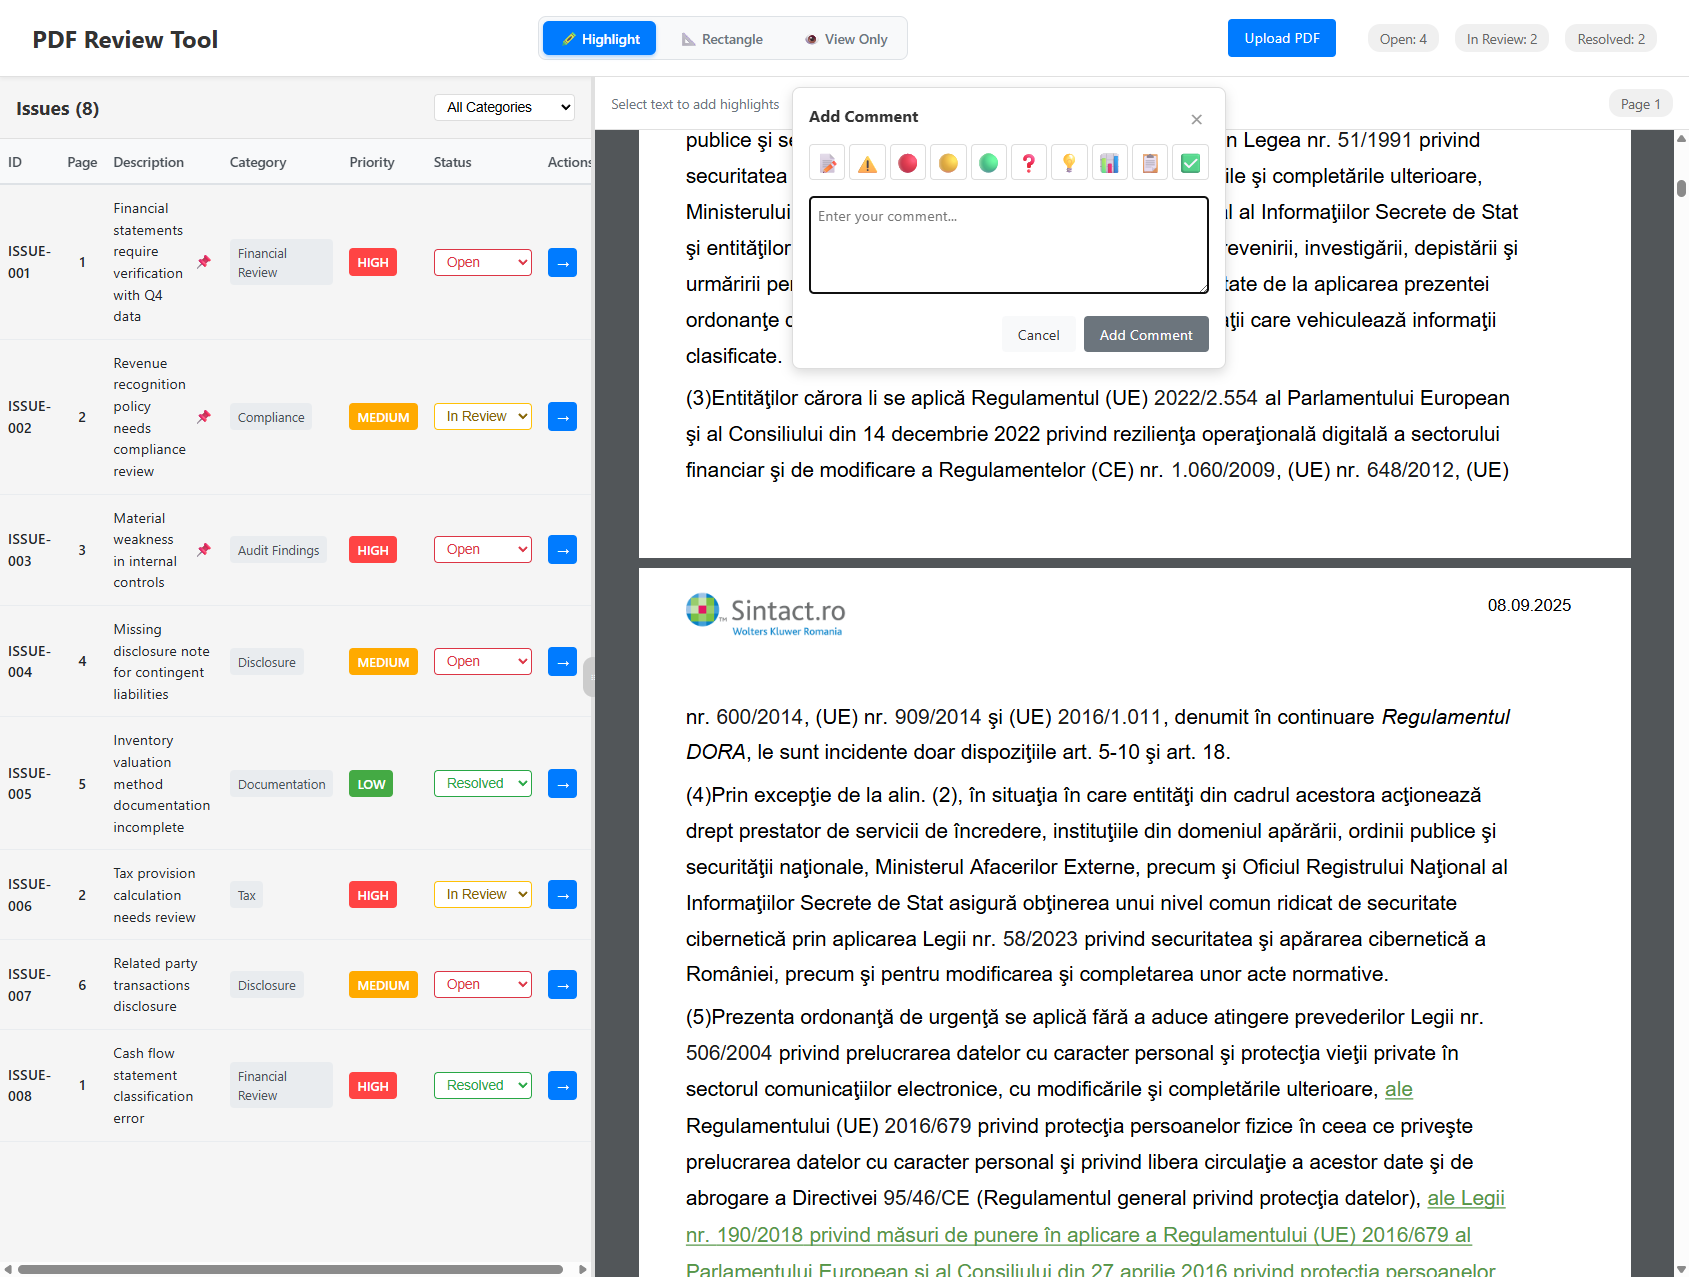 PDF Review Tool
Highlight
Rectangle
View Only
Upload PDF
Open: 4
In Review: 2
Resolved: 2
Issues (8)
All Categories
ID Page Description Category Priority Status Actions
ISSUE-001
1
Financial statements require verification with Q4 data
Financial Review
HIGH
Open
→
ISSUE-002
2
Revenue recognition policy needs compliance review
Compliance
MEDIUM
In Review
→
ISSUE-003
3
Material weakness in internal controls
Audit Findings
HIGH
Open
→
ISSUE-004
4
Missing disclosure note for contingent liabilities
Disclosure
MEDIUM
Open
→
ISSUE-005
5
Inventory valuation method documentation incomplete
Documentation
LOW
Resolved
→
ISSUE-006
2
Tax provision calculation needs review
Tax
HIGH
In Review
→
ISSUE-007
6
Related party transactions disclosure
Disclosure
MEDIUM
Open
→
ISSUE-008
1
Cash flow statement classification error
Financial Review
HIGH
Resolved
→
Select text to add highlights
Page 1
Add Comment
×
Enter your comment...
Cancel
Add Comment
publice şi Legea nr. 51/1991 privind
securitatea şi completările ulterioare,
Ministerului al Informaţiilor Secrete de Stat
şi entităţilor investigării, depistării şi
urmăririi de la aplicarea prezentei
ordonanţe care vehiculează informaţii
clasificate.
(3)Entităţilor cărora li se aplică Regulamentul (UE) 2022/2.554 al Parlamentului European
şi al Consiliului din 14 decembrie 2022 privind rezilienţa operaţională digitală a sectorului
financiar şi de modificare a Regulamentelor (CE) nr. 1.060/2009, (UE) nr. 648/2012, (UE)
Sintact.ro
TM
Wolters Kluwer Romania
08.09.2025
nr. 600/2014, (UE) nr. 909/2014 şi (UE) 2016/1.011, denumit în continuare Regulamentul
DORA, le sunt incidente doar dispoziţiile art. 5-10 şi art. 18.
(4)Prin excepţie de la alin. (2), în situaţia în care entităţi din cadrul acestora acţionează
drept prestator de servicii de încredere, instituţiile din domeniul apărării, ordinii publice şi
securităţii naţionale, Ministerul Afacerilor Externe, precum şi Oficiul Registrului Naţional al
Informaţiilor Secrete de Stat asigură obţinerea unui nivel comun ridicat de securitate
cibernetică prin aplicarea Legii nr. 58/2023 privind securitatea şi apărarea cibernetică a
României, precum şi pentru modificarea şi completarea unor acte normative.
(5)Prezenta ordonanţă de urgenţă se aplică fără a aduce atingere prevederilor Legii nr.
506/2004 privind prelucrarea datelor cu caracter personal şi protecţia vieţii private în
sectorul comunicaţiilor electronice, cu modificările şi completările ulterioare, ale
Regulamentului (UE) 2016/679 privind protecţia persoanelor fizice în ceea ce priveşte
prelucrarea datelor cu caracter personal şi privind libera circulaţie a acestor date şi de
abrogare a Directivei 95/46/CE (Regulamentul general privind protecţia datelor), ale Legii
nr. 190/2018 privind măsuri de punere în aplicare a Regulamentului (UE) 2016/679 al
Parlamentului European şi al Consiliului din 27 aprilie 2016 privind protecţia persoanelor